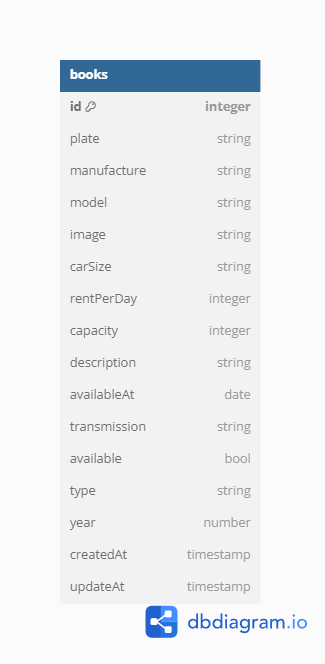 books
id integer
plate string
manufacture string
model string
image string
carSize string
rentPerDay integer
capacity integer
description string
availableAt date
transmission string
available bool
type string
year number
createdAt timestamp
updateAt timestamp
dbdiagram.io